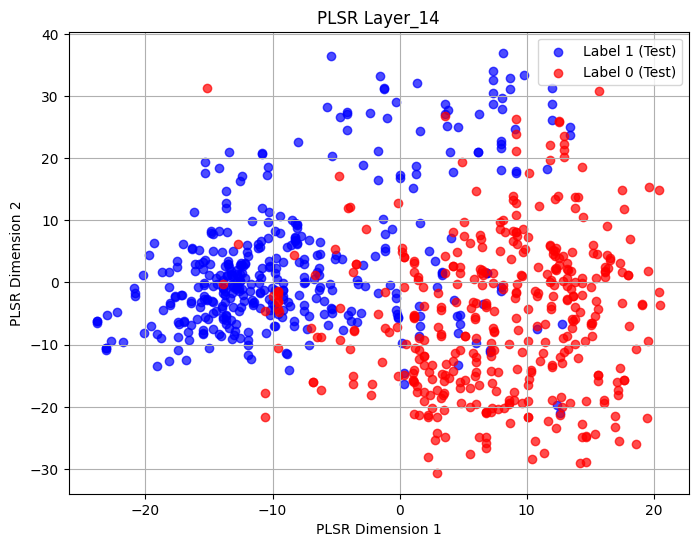 PLSR Layer_14
Label 1 (Test)
Label 0 (Test)
PLSR Dimension 2
40
30
20
10
0
−10
−20
−30
−20
−10
0
10
20
PLSR Dimension 1